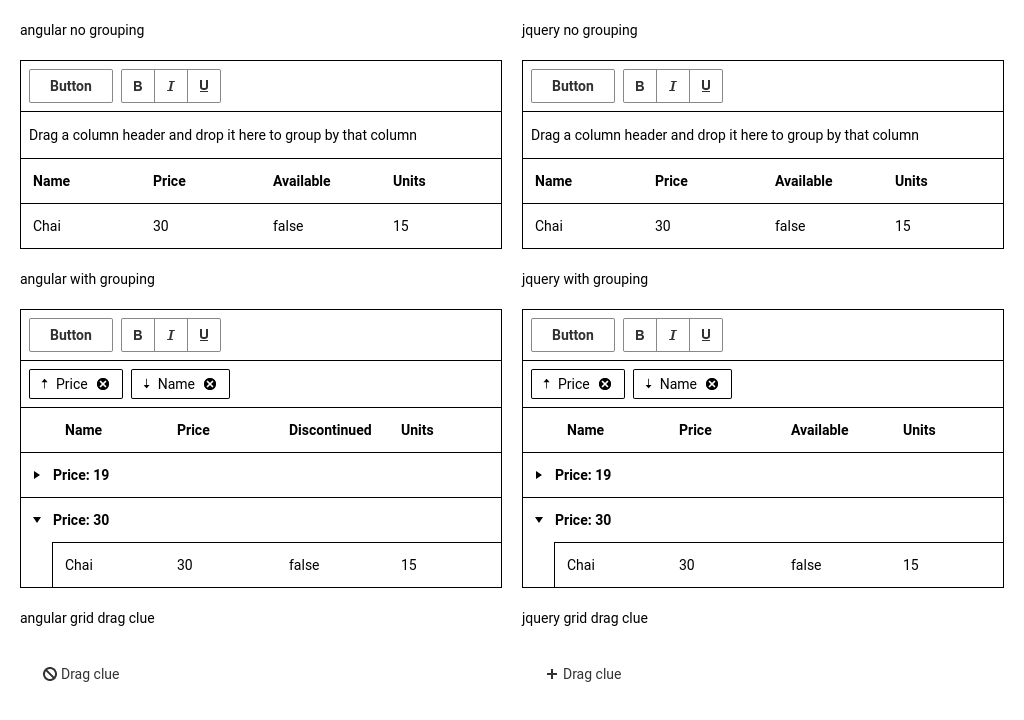 angular no grouping
Button B I U
Drag a column header and drop it here to group by that column
Name Price Available Units
Chai 30 false 15
angular with grouping
Button B I U
Price Name
Name Price Discontinued Units
Price: 19
Price: 30
Chai 30 false 15
angular grid drag clue
Drag clue
jquery no grouping
Button B I U
Drag a column header and drop it here to group by that column
Name Price Available Units
Chai 30 false 15
jquery with grouping
Button B I U
Price Name
Name Price Available Units
Price: 19
Price: 30
Chai 30 false 15
jquery grid drag clue
Drag clue